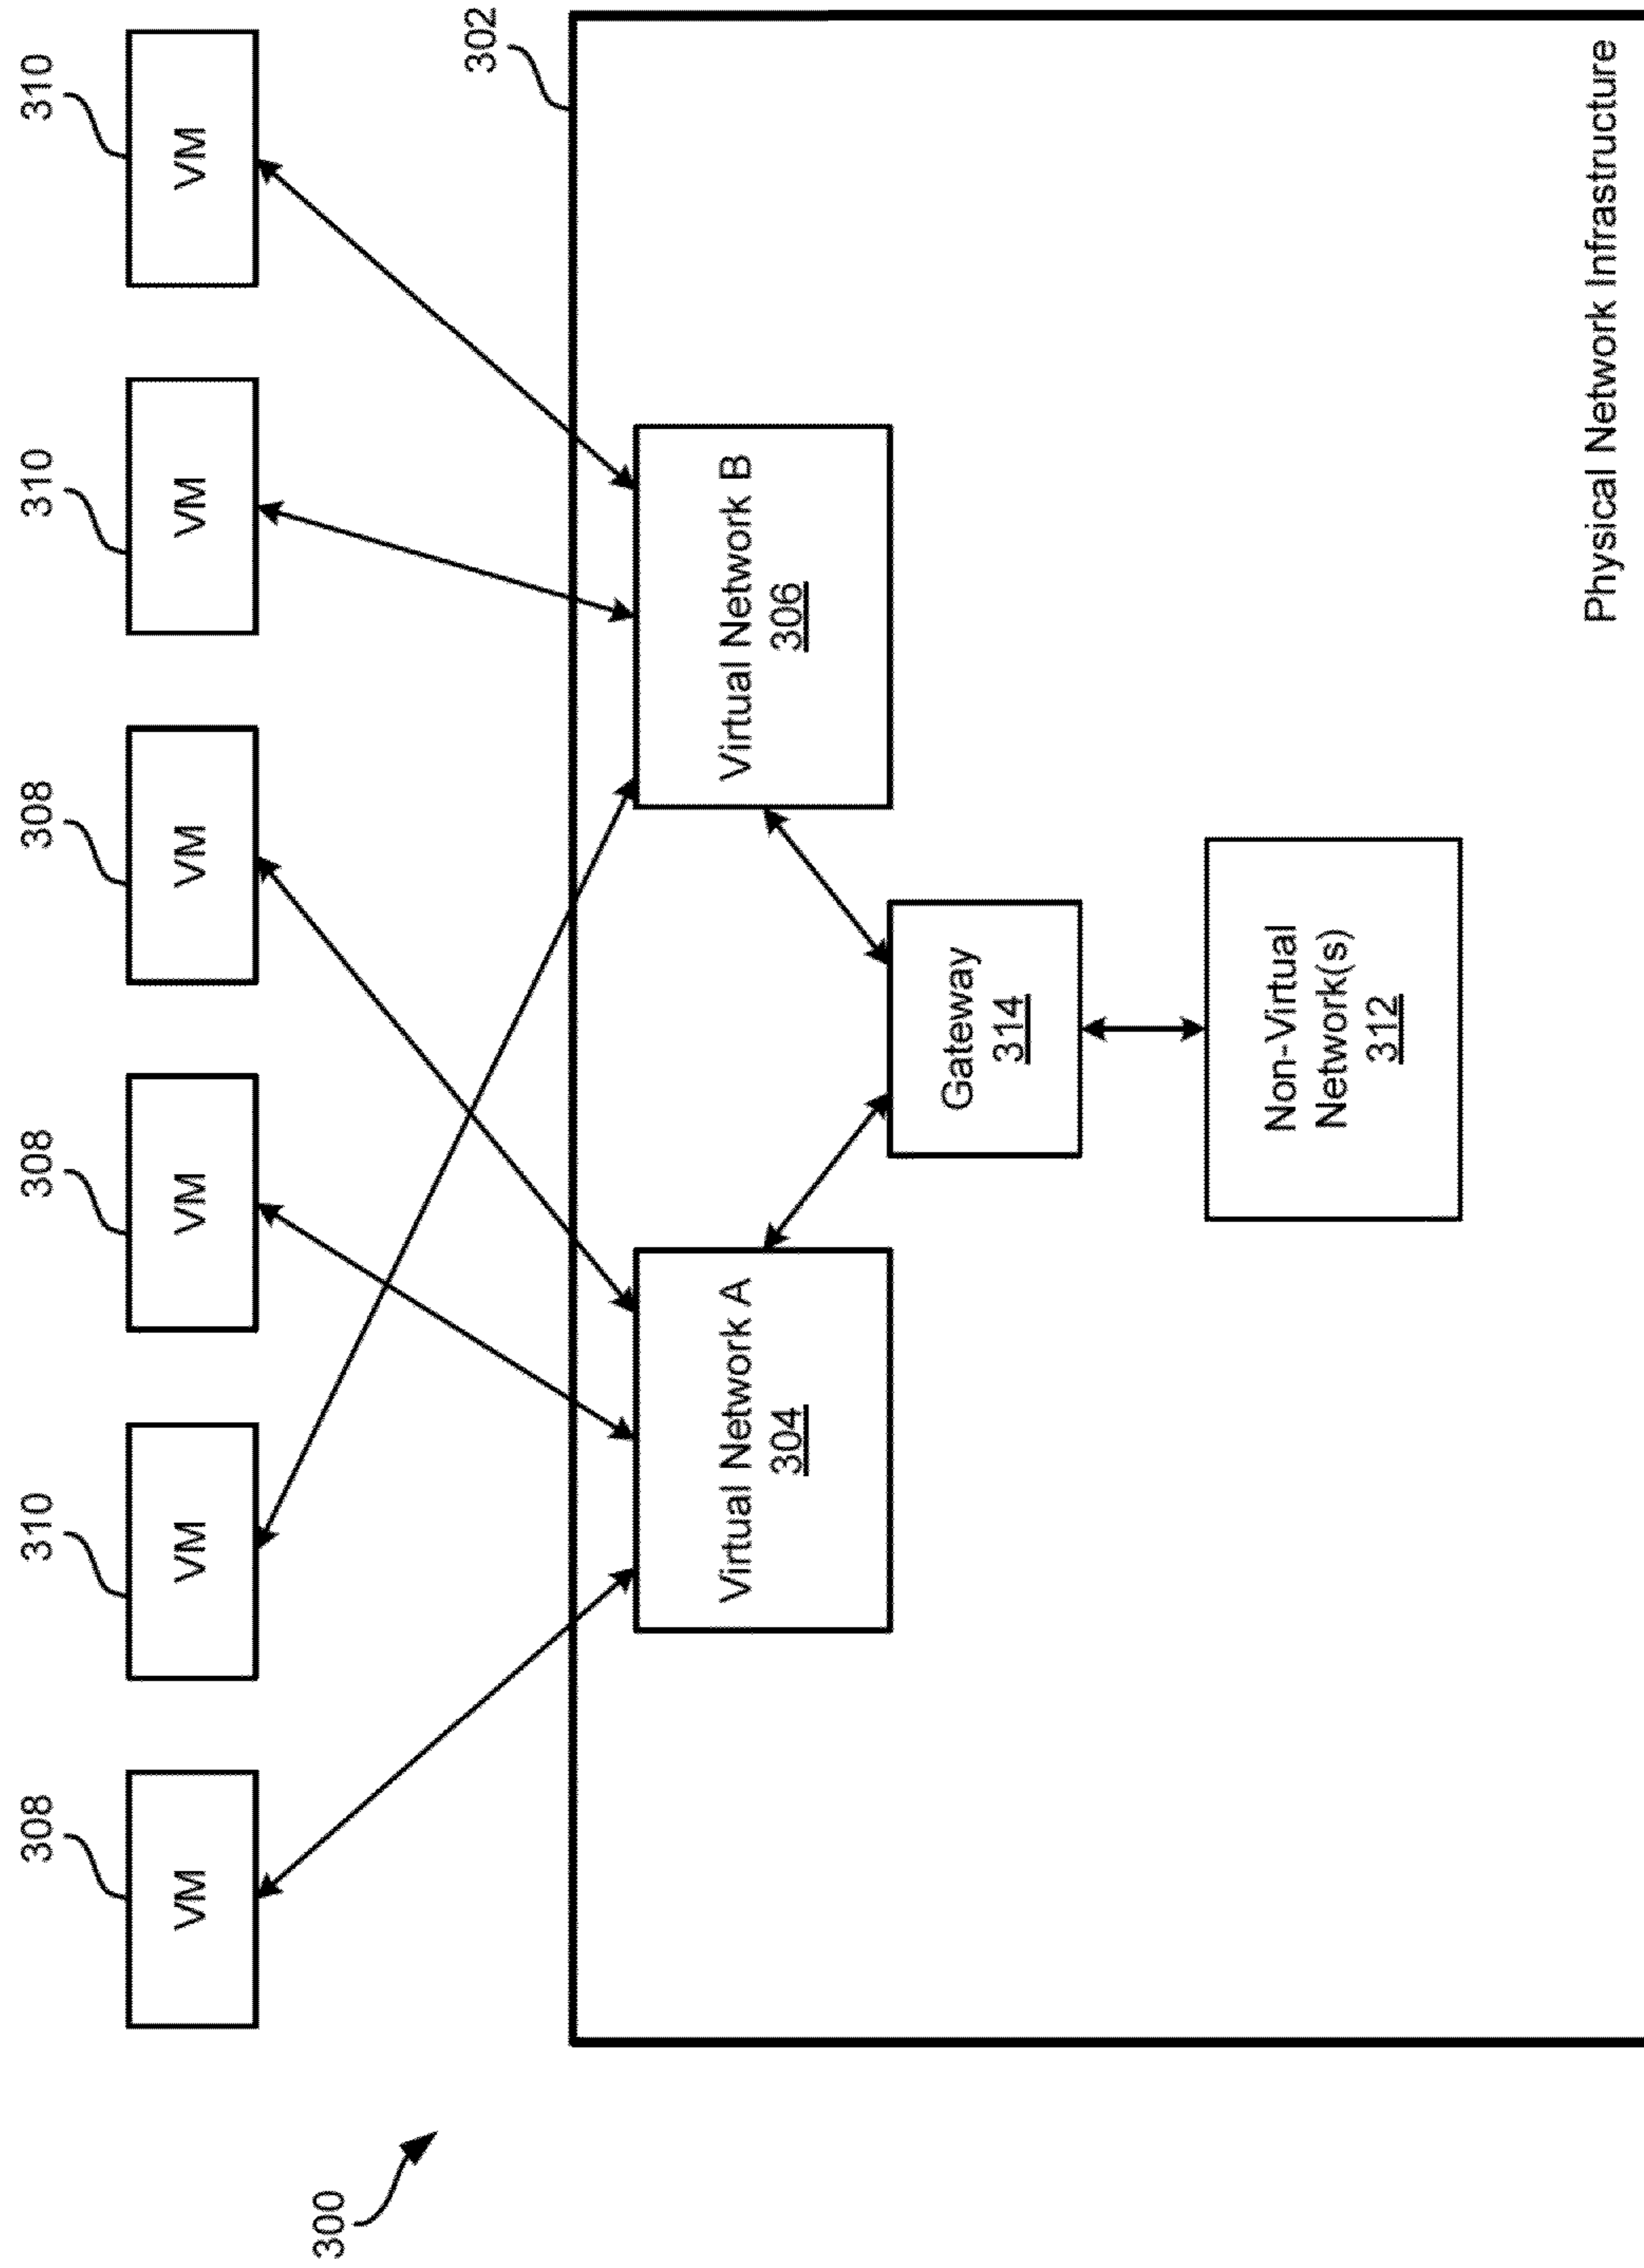 300
308
310
308
308
310
310
VM
VM
VM
VM
VM
VM
302
Virtual Network A
304
Virtual Network B
306
Gateway
314
Non-Virtual
Network(s)
312
Physical Network Infrastructure